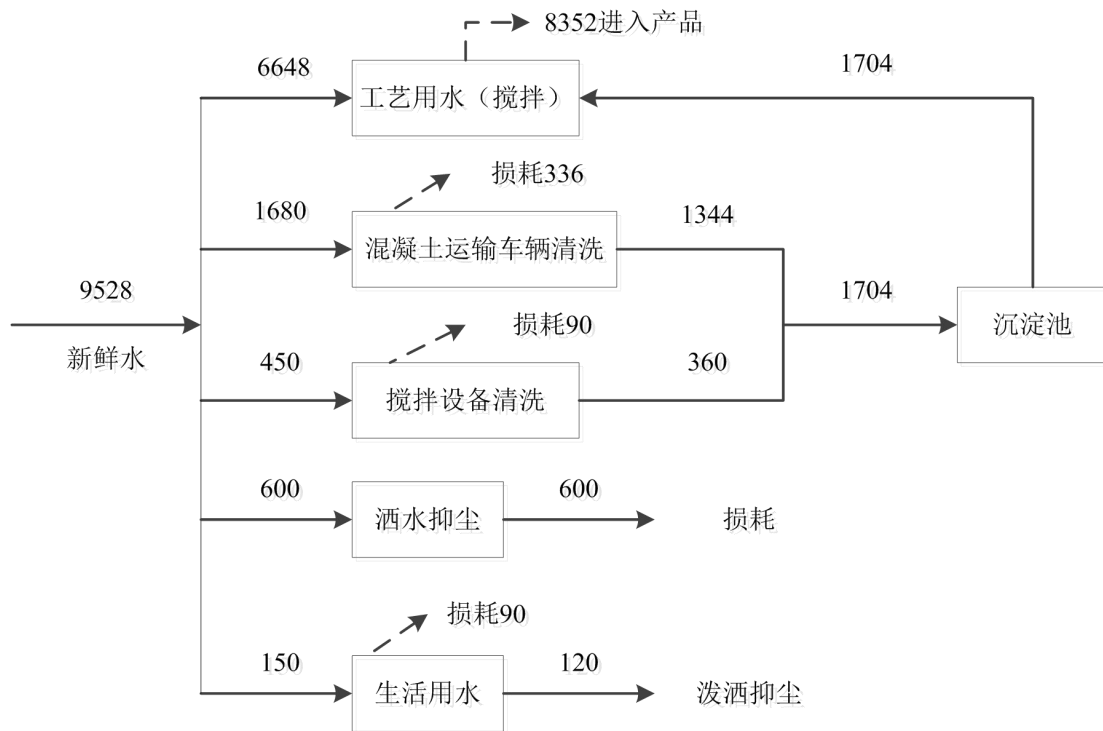 8352进入产品
6648
1704
工艺用水（搅拌）
损耗336
1680
1344
混凝土运输车辆清洗
9528
1704
新鲜水
沉淀池
损耗90
450
360
搅拌设备清洗
600
600
洒水抑尘
损耗
损耗90
150
120
生活用水
泼洒抑尘